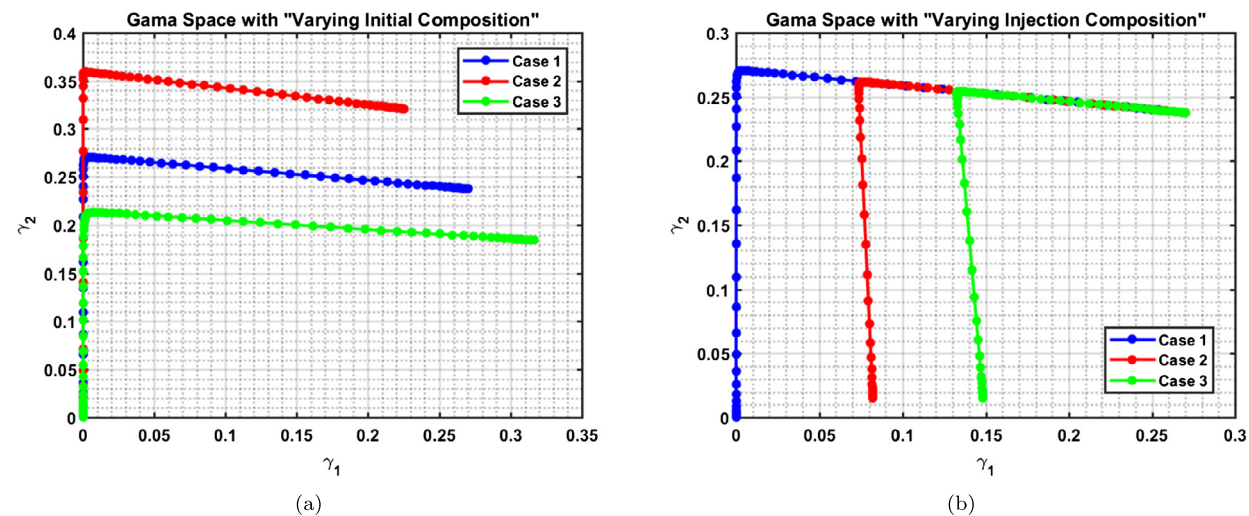 Gama Space with "Varying Initial Composition"
0.4
0.35
0.3
0.25
0.2
0.15
0.1
0.05
0
γ2
Case 1
Case 2
Case 3
0 0.05 0.1 0.15 0.2 0.25 0.3 0.35
γ1
(a)
Gama Space with "Varying Injection Composition"
0.3
0.25
0.2
0.15
0.1
0.05
0
γ2
Case 1
Case 2
Case 3
0 0.05 0.1 0.15 0.2 0.25 0.3
γ1
(b)